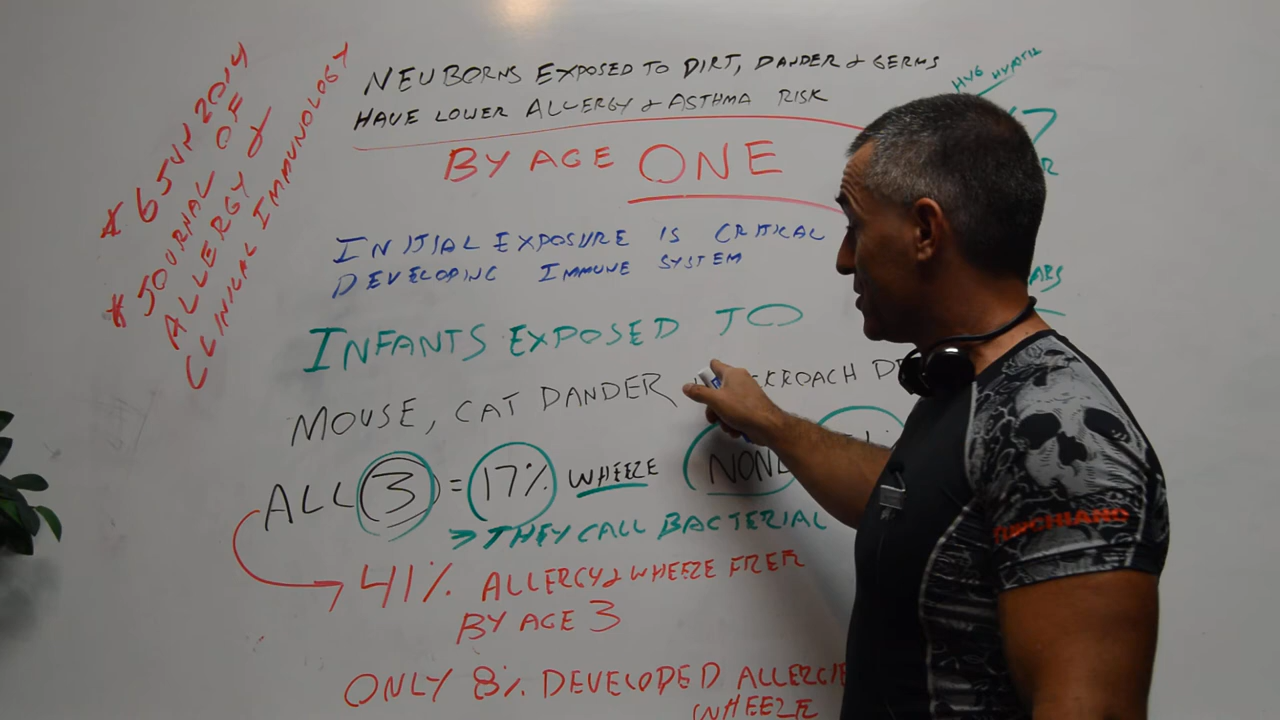 * 6 JUN 2014
* JOURNAL OF
ALLERGY &
CLINICAL IMMUNOLOGY
NEUBORNS EXPOSED TO DIRT, DANDER & GERMS
HAVE LOWER ALLERGY & ASTHMA RISK
BY AGE ONE
HYG HYPOTH
INITIAL EXPOSURE IS CRITICAL
DEVELOPING IMMUNE SYSTEM
INFANTS EXPOSED TO
MOUSE, CAT DANDER
ALL 3 = 17% WHEEZE
> THEY CALL BACTERIAL
41% ALLERGY & WHEEZE FREE
BY AGE 3
ONLY 8% DEVELOPED
WHEEZE